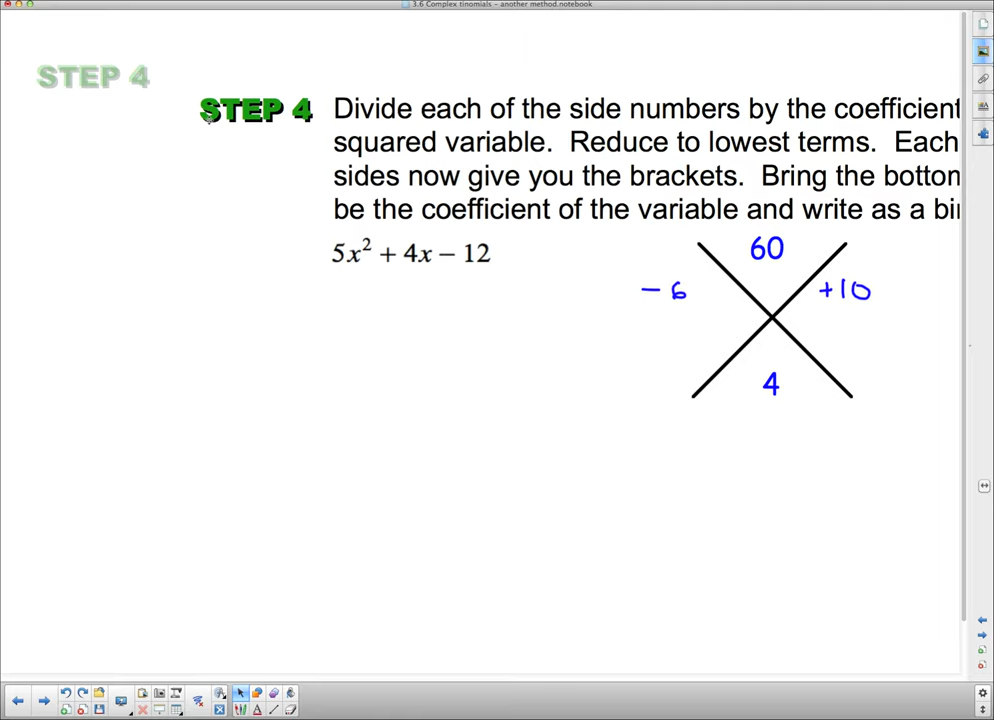 3.6 Complex tinomials – another method.notebook
STEP 4
STEP 4 Divide each of the side numbers by the coefficient
squared variable. Reduce to lowest terms. Each
sides now give you the brackets. Bring the bottom
be the coefficient of the variable and write as a bi
5x² + 4x – 12
60
– 6 +10
4